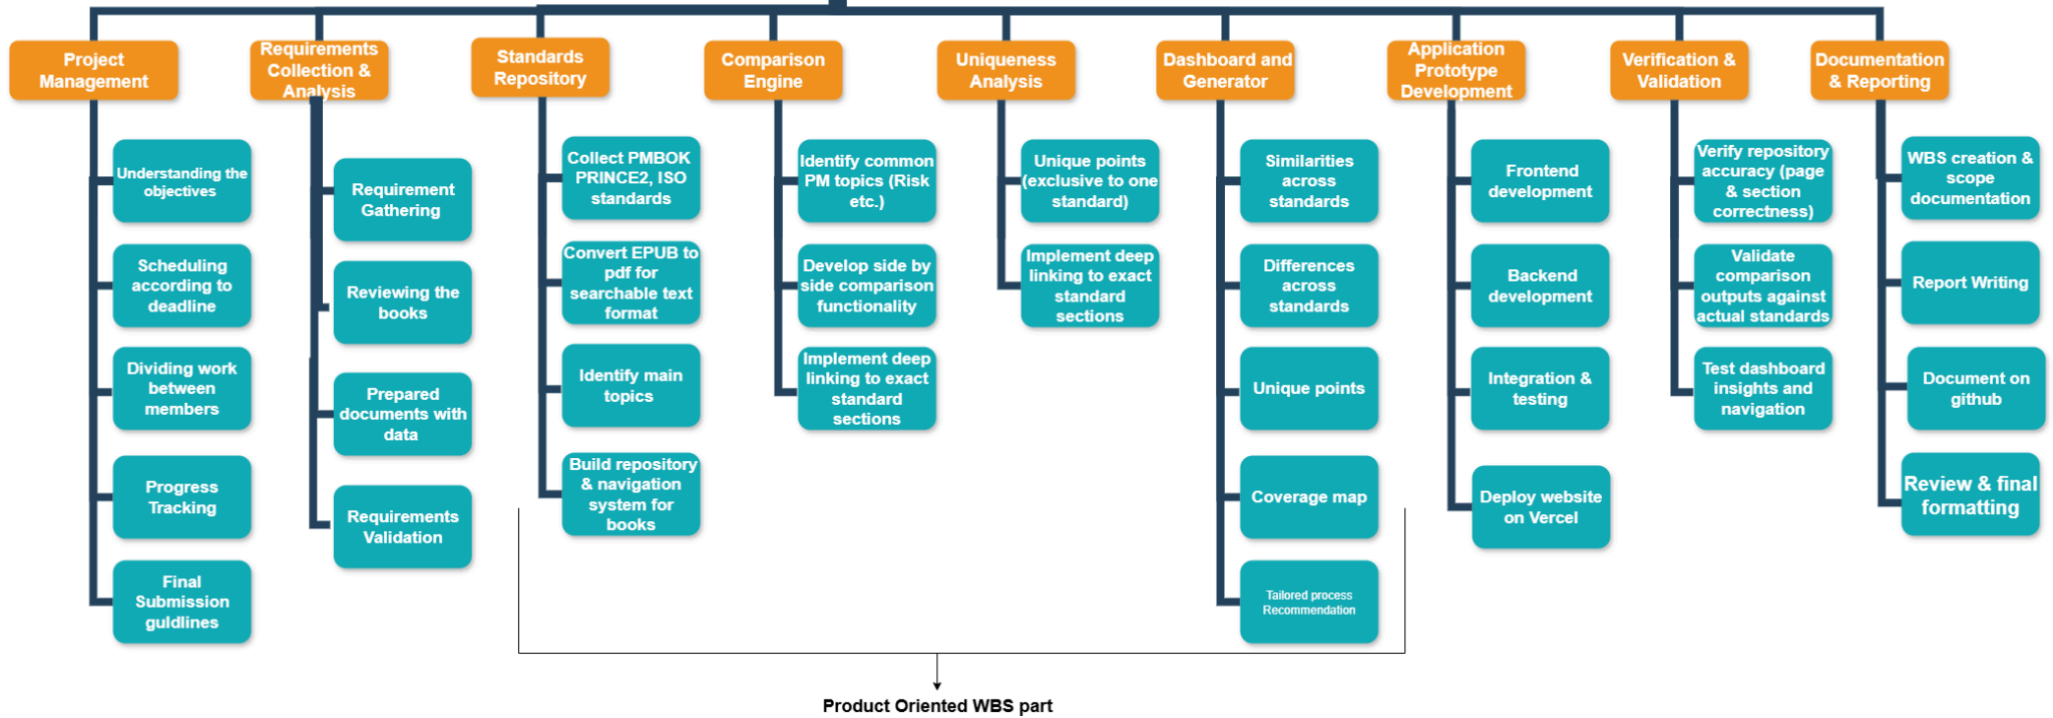 Project
Management
Requirements
Collection &
Analysis
Standards
Repository
Comparison
Engine
Uniqueness
Analysis
Dashboard and
Generator
Application
Prototype
Development
Verification &
Validation
Documentation
& Reporting
Understanding the
objectives
Scheduling
according to
deadline
Dividing work
between
members
Progress
Tracking
Final
Submission
guldlines
Requirement
Gathering
Reviewing the
books
Prepared
documents with
data
Requirements
Validation
Collect PMBOK
PRINCE2, ISO
standards
Convert EPUB to
pdf for
searchable text
format
Identify main
topics
Build repository
& navigation
system for
books
Identify common
PM topics (Risk
etc.)
Develop side by
side comparison
functionality
Implement deep
linking to exact
standard
sections
Unique points
(exclusive to one
standard)
Implement deep
linking to exact
standard
sections
Similarities
across
standards
Differences
across
standards
Unique points
Coverage map
Tailored process
Recommendation
Frontend
development
Backend
development
Integration &
testing
Deploy website
on Vercel
Verify repository
accuracy (page
& section
correctness)
Validate
comparison
outputs against
actual standards
Test dashboard
insights and
navigation
WBS creation &
scope
documentation
Report Writing
Document on
github
Review & final
formatting
Product Oriented WBS part